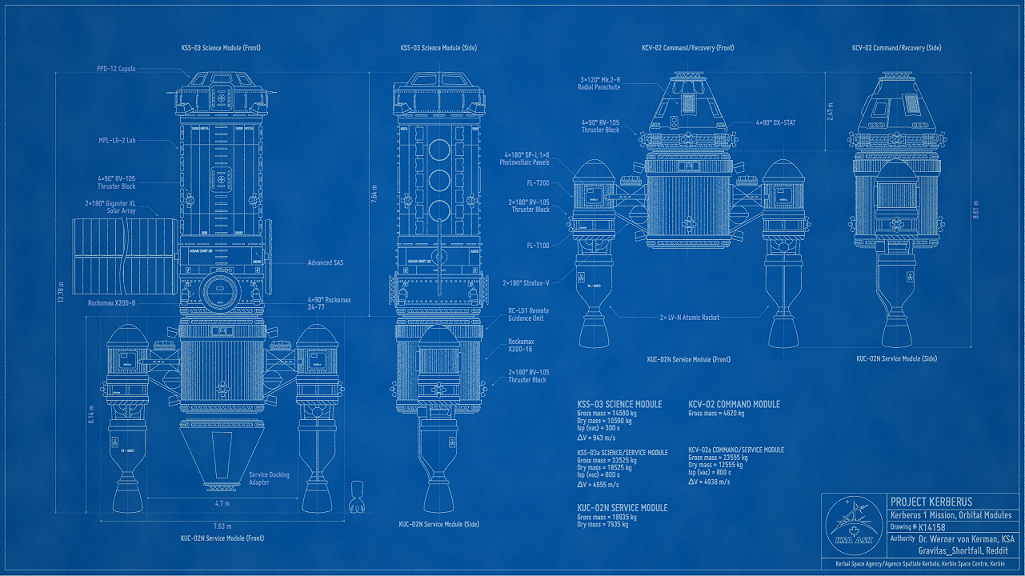 KSS-03 Science Module (Front)
KSS-03 Science Module (Side)
KCV-02 Command/Recovery (Front)
KCV-02 Command/Recovery (Side)
PPD-12 Cupola
MPL-LG-2 Lab
4×90° RV-105
Thruster Block
2×180° Gigantor XL
Solar Array
Rockomax X200-8
13.78 m
6.14 m
7.64 m
Advanced SAS
4×90° Rockomax
24-77
RC-L01 Remote
Guidance Unit
Rockomax
X200-16
2×180° RV-105
Thruster Block
Service Docking
Adapter
4.7 m
7.63 m
KUC-02N Service Module (Front)
KUC-02N Service Module (Side)
3×120° Mk.2-R
Radial Parachute
4×90° RV-105
Thruster Block
4×90° OX-STAT
4×180° SP-L 1×6
Photovoltaic Panels
FL-T200
2×180° RV-105
Thruster Block
FL-T100
2×180° Stratus-V
2× LV-N Atomic Rocket
2.47 m
8.61 m
KUC-02N Service Module (Front)
KUC-02N Service Module (Side)
KSS-03 SCIENCE MODULE
Gross mass = 14590 kg
Dry mass = 10590 kg
Isp (vac) = 300 s
ΔV = 943 m/s
KSS-03a SCIENCE/SERVICE MODULE
Gross mass = 33525 kg
Dry mass = 18525 kg
Isp (vac) = 800 s
ΔV = 4655 m/s
KUC-02N SERVICE MODULE
Gross mass = 18935 kg
Dry mass = 7935 kg
KCV-02 COMMAND MODULE
Gross mass = 4620 kg
KCV-02a COMMAND/SERVICE MODULE
Gross mass = 23555 kg
Dry mass = 12555 kg
Isp (vac) = 800 s
ΔV = 4938 m/s
KSA ASK
PROJECT KERBERUS
Kerberus 1 Mission, Orbital Modules
Drawing # K14158
Authority Dr. Werner von Kerman, KSA
Gravitas_Shortfall, Reddit
Kerbal Space Agency/Agence Spatiale Kerbale, Kerbin Space Centre, Kerbin